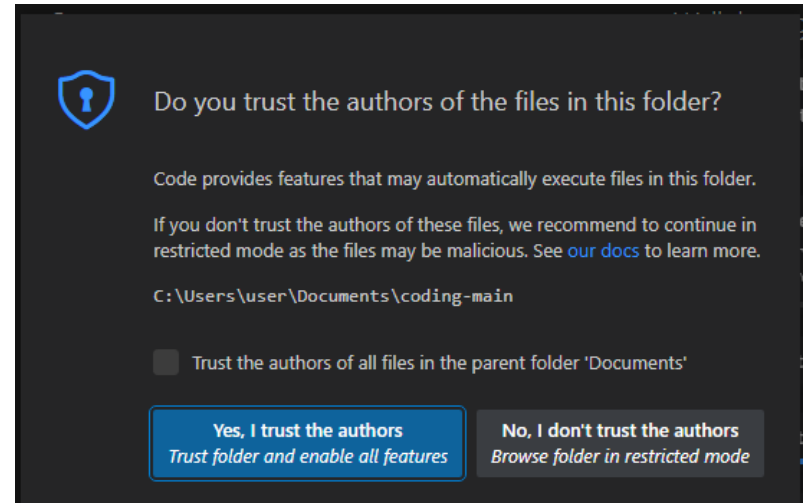 Do you trust the authors of the files in this folder?
Code provides features that may automatically execute files in this folder.
If you don't trust the authors of these files, we recommend to continue in
restricted mode as the files may be malicious. See our docs to learn more.
C:\Users\user\Documents\coding-main
Trust the authors of all files in the parent folder 'Documents'
Yes, I trust the authors
Trust folder and enable all features
No, I don't trust the authors
Browse folder in restricted mode